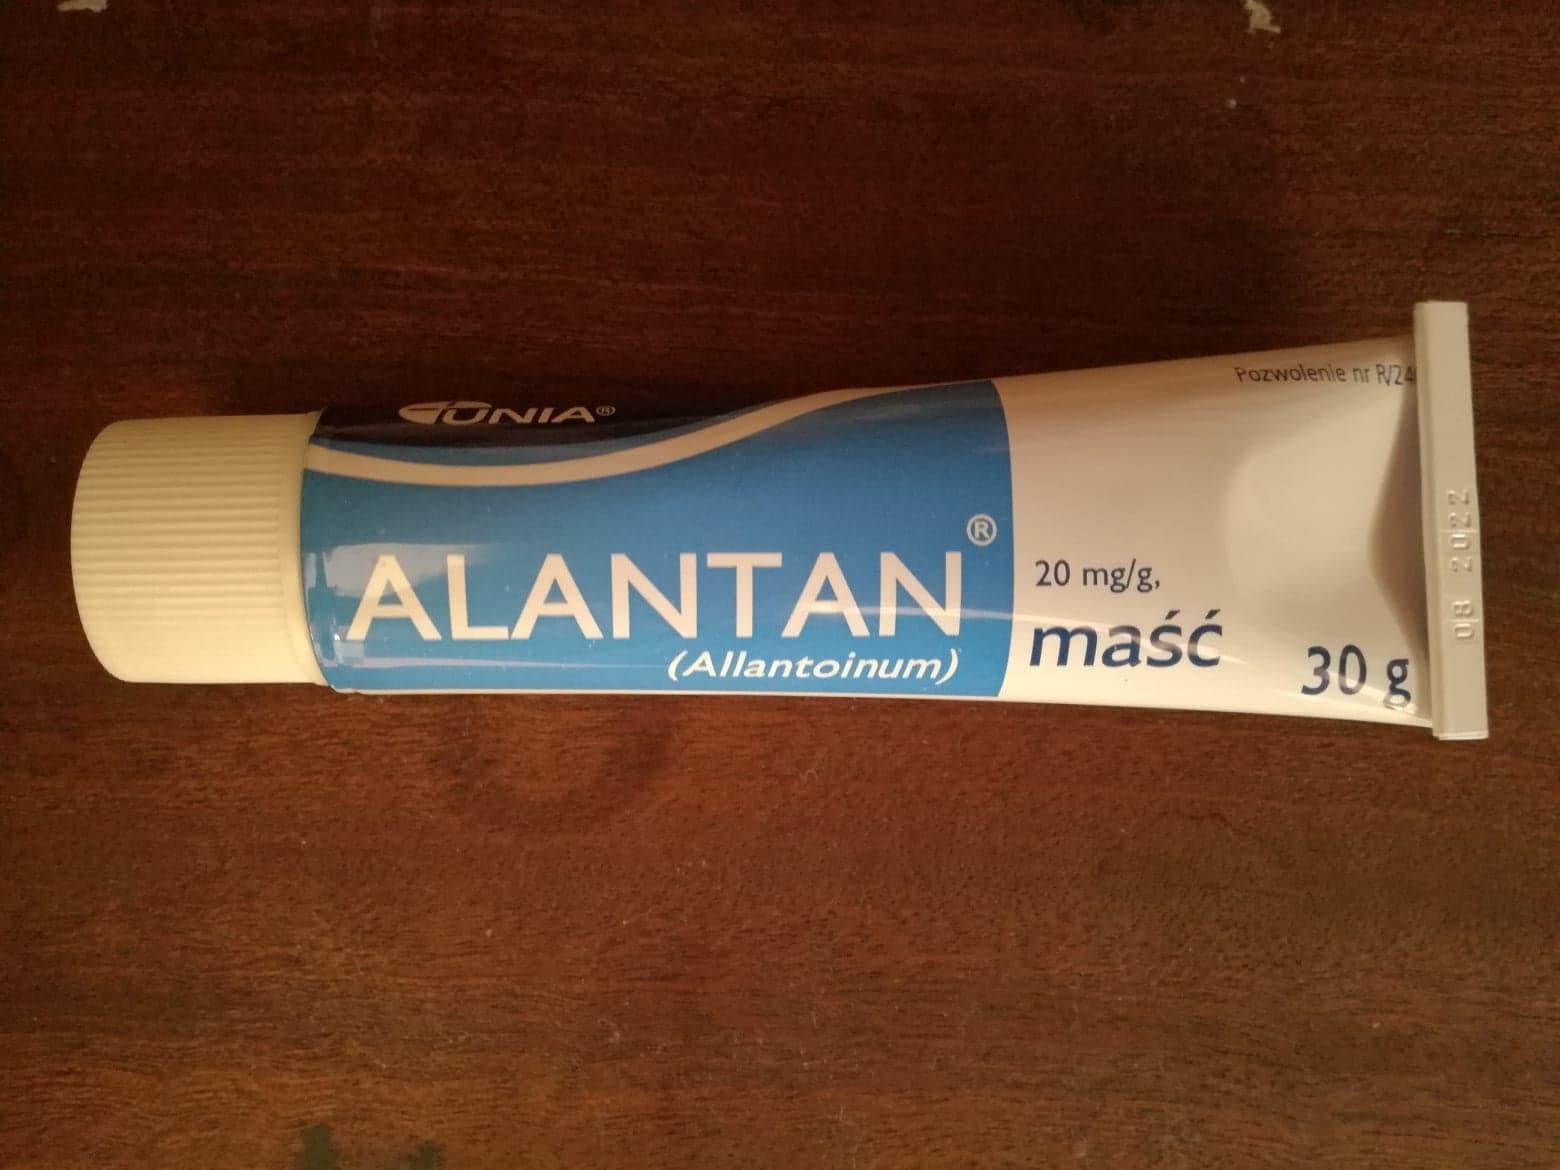 UNIA®
Pozwolenie nr R/24
ALANTAN®
(Allantoinum)
20 mg/g,
maść
30 g
08 2022